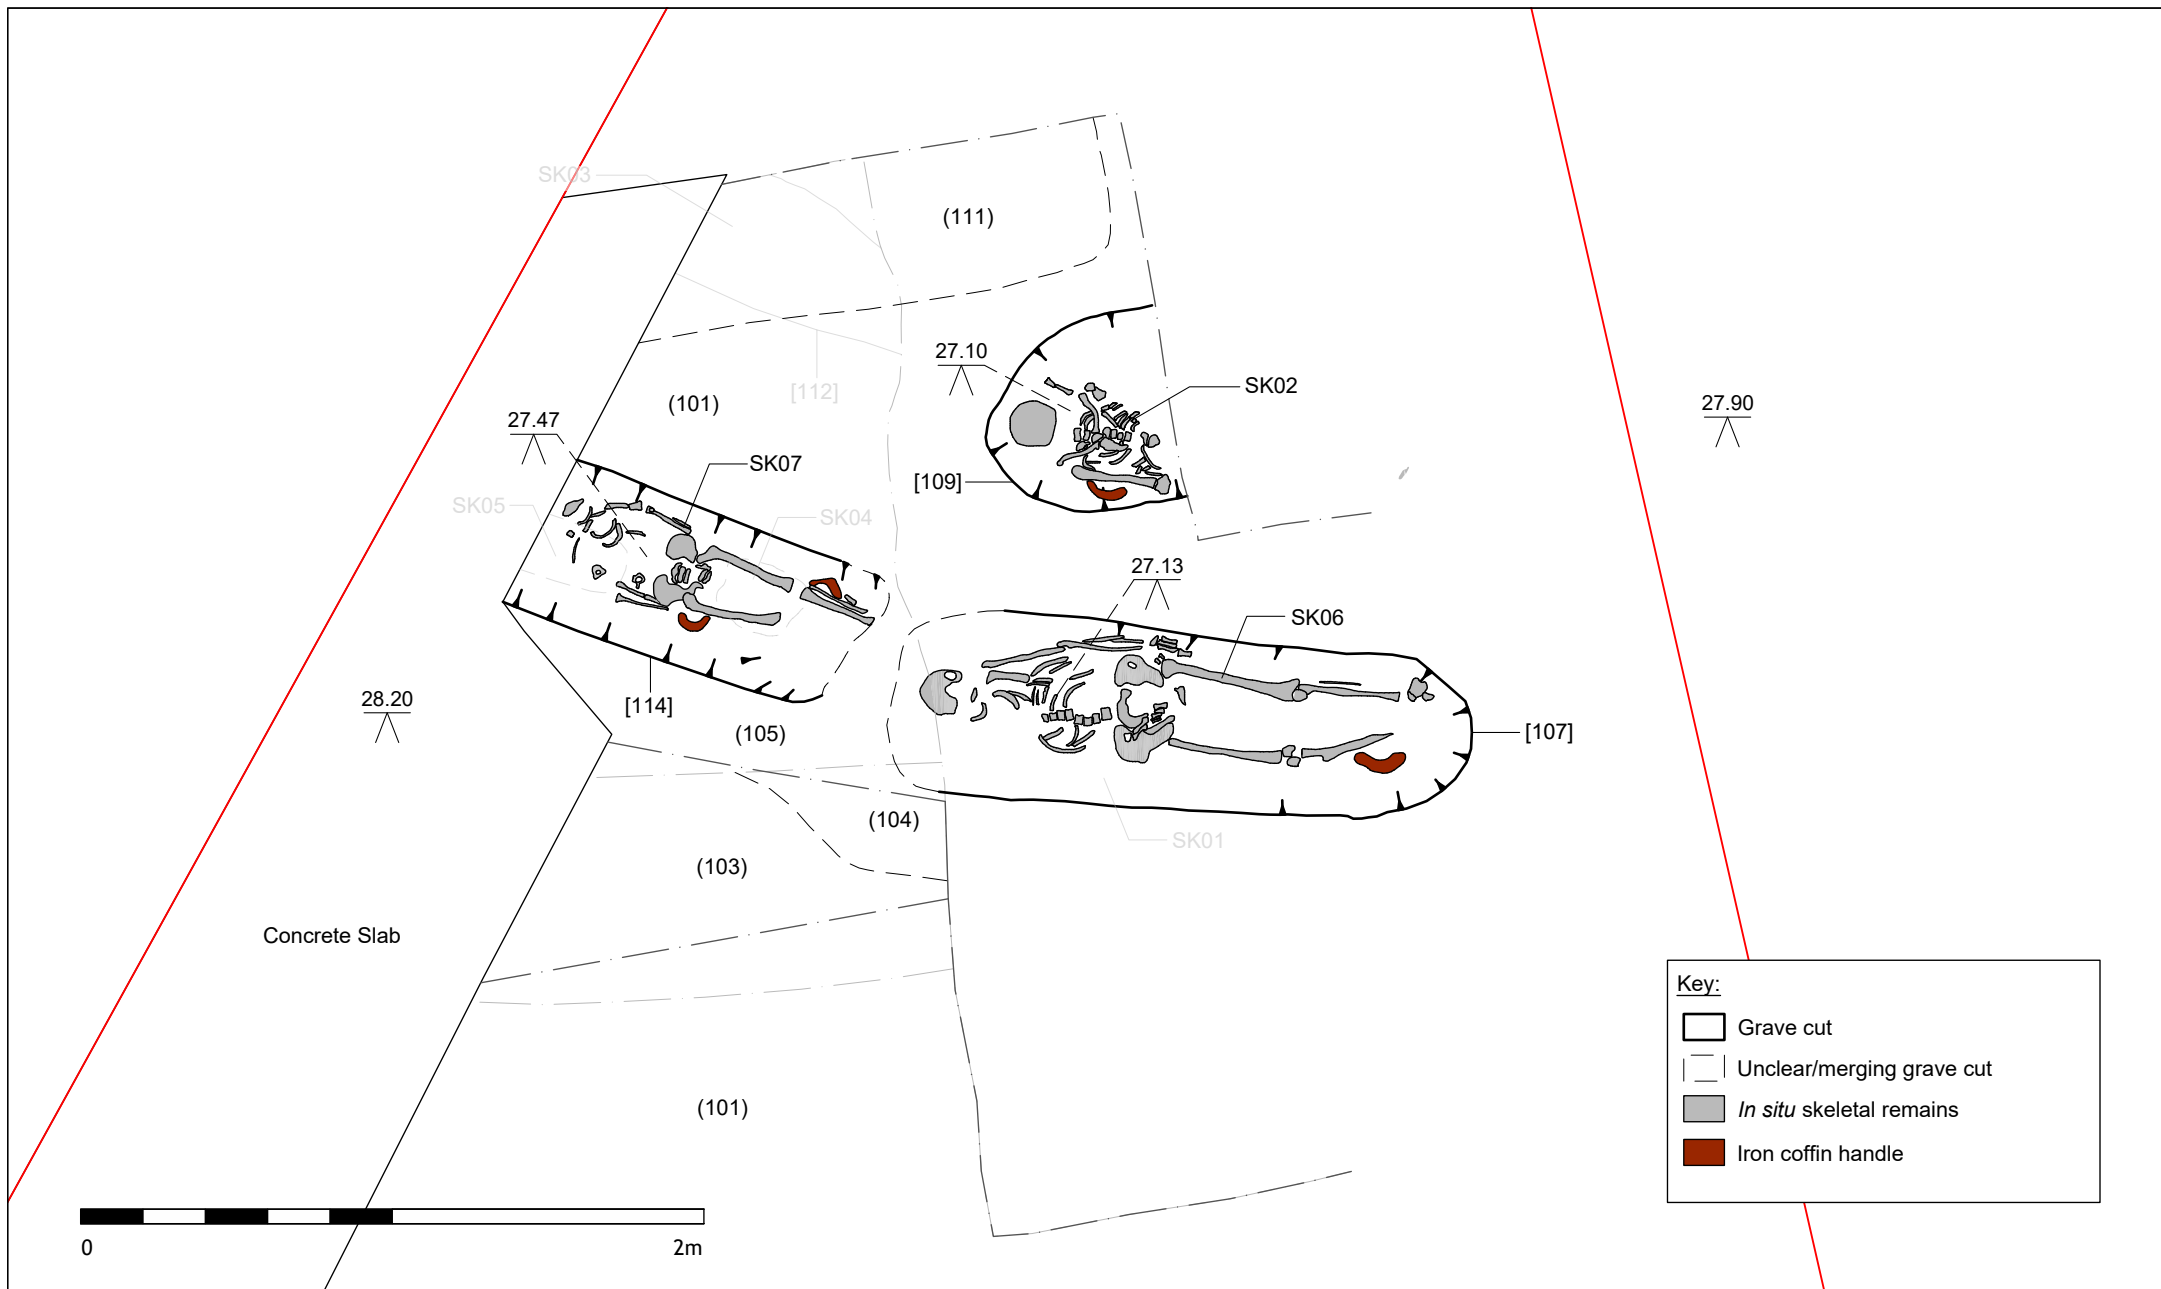 SK03
(111)
27.10
SK02
(101)
[112]
27.90
27.47
SK07
[109]
SK05
SK04
27.13
SK06
28.20
[114]
(105)
[107]
(104)
SK01
(103)
Concrete Slab
(101)
Key:
Grave cut
Unclear/merging grave cut
In situ skeletal remains
Iron coffin handle
0 2m